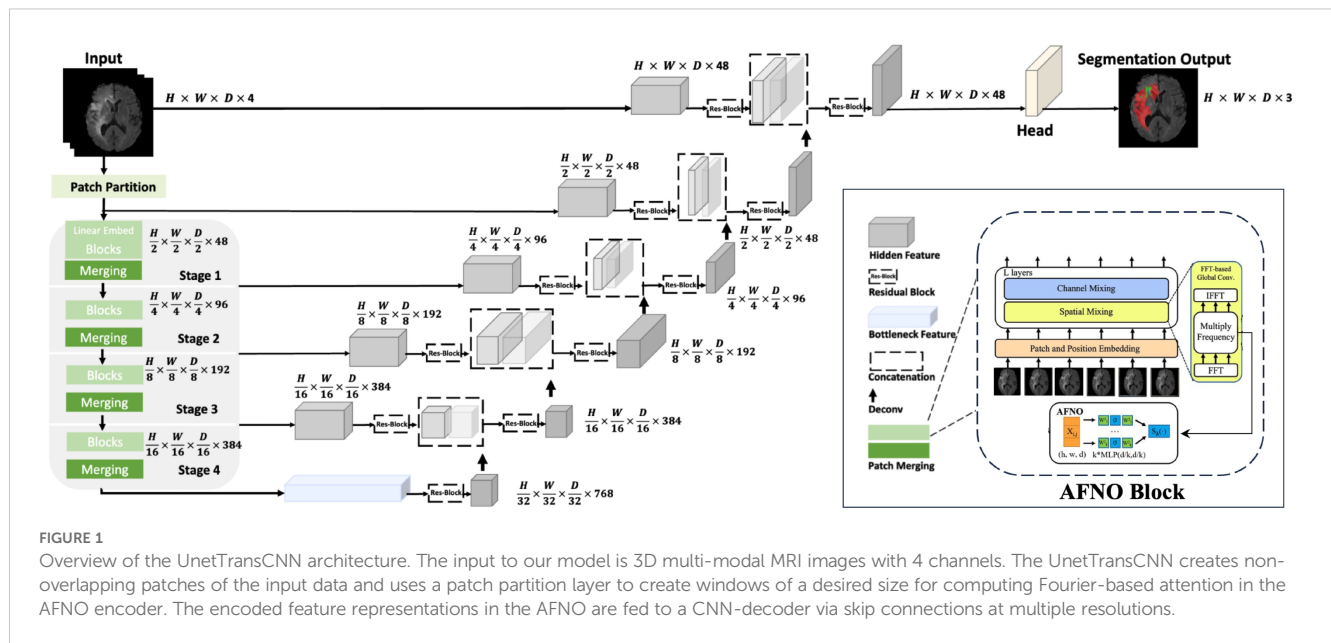 Input
H × W × D × 4
Patch Partition
Linear Embed
Blocks
H/2 × W/2 × D/2 × 48
Merging
Stage 1
Blocks
H/4 × W/4 × D/4 × 96
Merging
Stage 2
Blocks
H/8 × W/8 × D/8 × 192
Merging
Stage 3
Blocks
H/16 × W/16 × D/16 × 384
Merging
Stage 4
H × W × D × 48
Res-Block
Res-Block
H × W × D × 48
Head
Segmentation Output
H × W × D × 3
H/2 × W/2 × D/2 × 48
Res-Block
Res-Block
H/2 × W/2 × D/2 × 48
H/4 × W/4 × D/4 × 96
Res-Block
Res-Block
H/4 × W/4 × D/4 × 96
H/8 × W/8 × D/8 × 192
Res-Block
Res-Block
H/8 × W/8 × D/8 × 192
H/16 × W/16 × D/16 × 384
Res-Block
Res-Block
H/16 × W/16 × D/16 × 384
Res-Block
H/32 × W/32 × D/32 × 768
Hidden Feature
Res-Block
Residual Block
Bottleneck Feature
Concatenation
Deconv
Patch Merging
L layers
Channel Mixing
Spatial Mixing
Patch and Position Embedding
FFT-based
Global Conv.
IFFT
Multiply
Frequency
FFT
AFNO
(h, w, d)
...
k*MLP(d/k,d/k)
AFNO Block
FIGURE 1
Overview of the UnetTransCNN architecture. The input to our model is 3D multi-modal MRI images with 4 channels. The UnetTransCNN creates non-
overlapping patches of the input data and uses a patch partition layer to create windows of a desired size for computing Fourier-based attention in the
AFNO encoder. The encoded feature representations in the AFNO are fed to a CNN-decoder via skip connections at multiple resolutions.